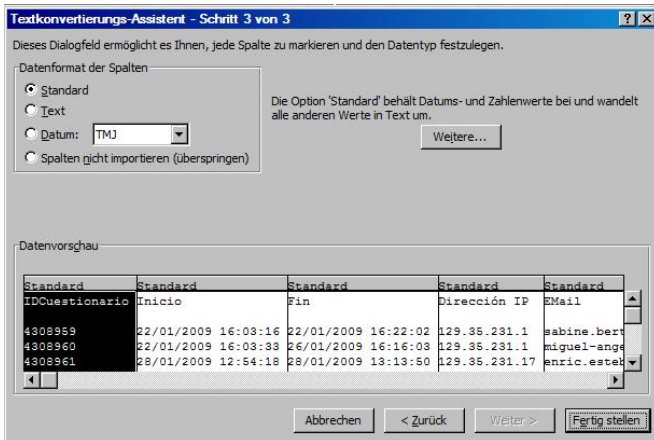 Textkonvertierungs-Assistent - Schritt 3 von 3
Dieses Dialogfeld ermöglicht es Ihnen, jede Spalte zu markieren und den Datentyp festzulegen.
Datenformat der Spalten
Standard
Text
Datum: TMJ
Spalten nicht importieren (überspringen)
Die Option 'Standard' behält Datums- und Zahlenwerte bei und wandelt
alle anderen Werte in Text um.
Weitere...
Datenvorschau
Standard Standard Standard Standard Standard
IDCuestionario Inicio Fin Dirección IP EMail
4308959 22/01/2009 16:03:16 22/01/2009 16:22:02 129.35.231.1 sabine.bert
4308960 22/01/2009 16:03:33 26/01/2009 16:16:03 129.35.231.1 miguel-ange
4308961 28/01/2009 12:54:18 28/01/2009 13:13:50 129.35.231.17 enric.esteb
Abbrechen < Zurück Weiter > Fertig stellen